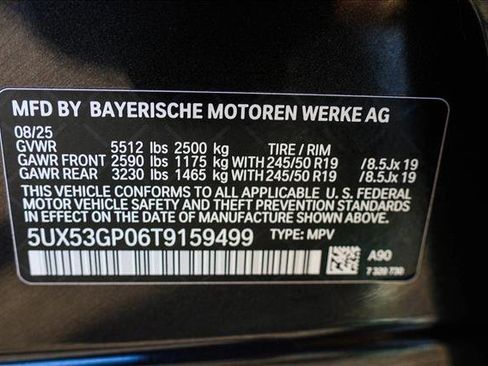 MFD BY BAYERISCHE MOTOREN WERKE AG
08/25
GVWR 5512 lbs 2500 kg TIRE / RIM
GAWR FRONT 2590 lbs 1175 kg WITH 245/50 R19 /8.5Jx19
GAWR REAR 3230 lbs 1465 kg WITH 245/50 R19 /8.5Jx19
THIS VEHICLE CONFORMS TO ALL APPLICABLE U. S. FEDERAL
MOTOR VEHICLE SAFETY AND THEFT PREVENTION STANDARDS
IN EFFECT ON THE DATE OF MANUFACTURE SHOWN ABOVE.
5UX53GP06T9159499 TYPE: MPV
A90